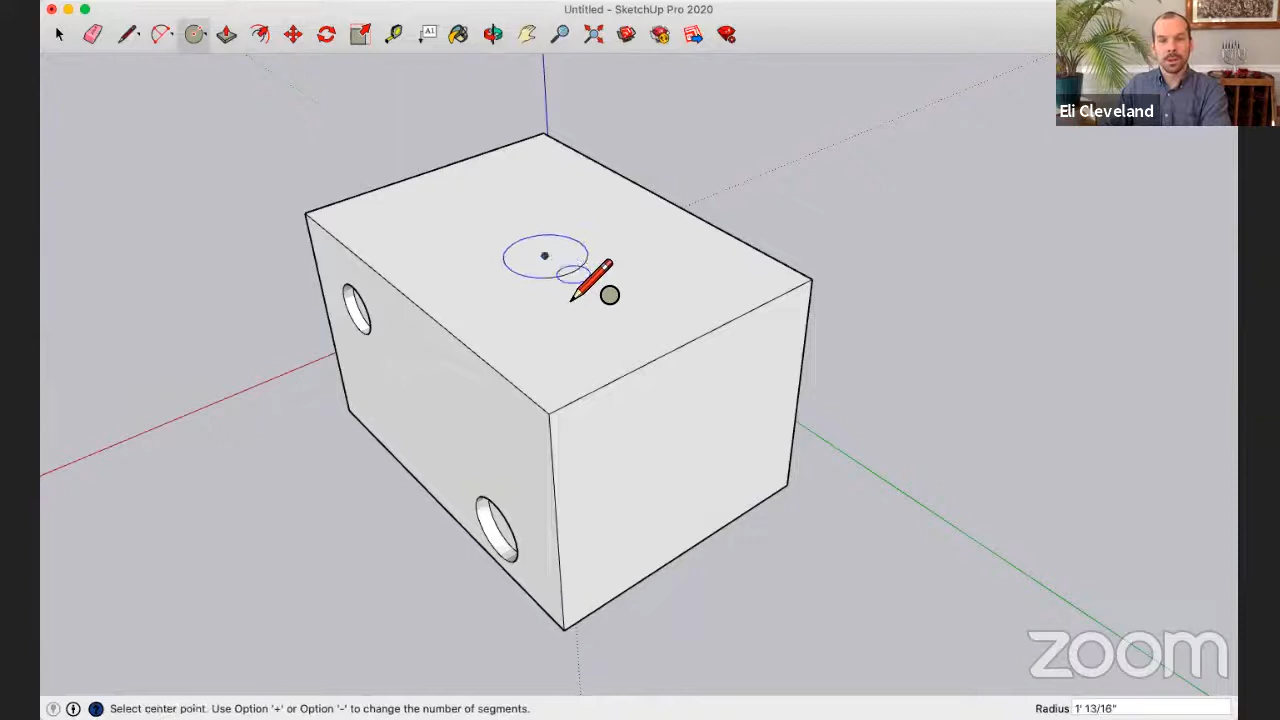 Untitled - SketchUp Pro 2020
A1
Eli Cleveland
zoom
Select center point. Use Option '+' or Option '-' to change the number of segments.
Radius 1' 13/16"